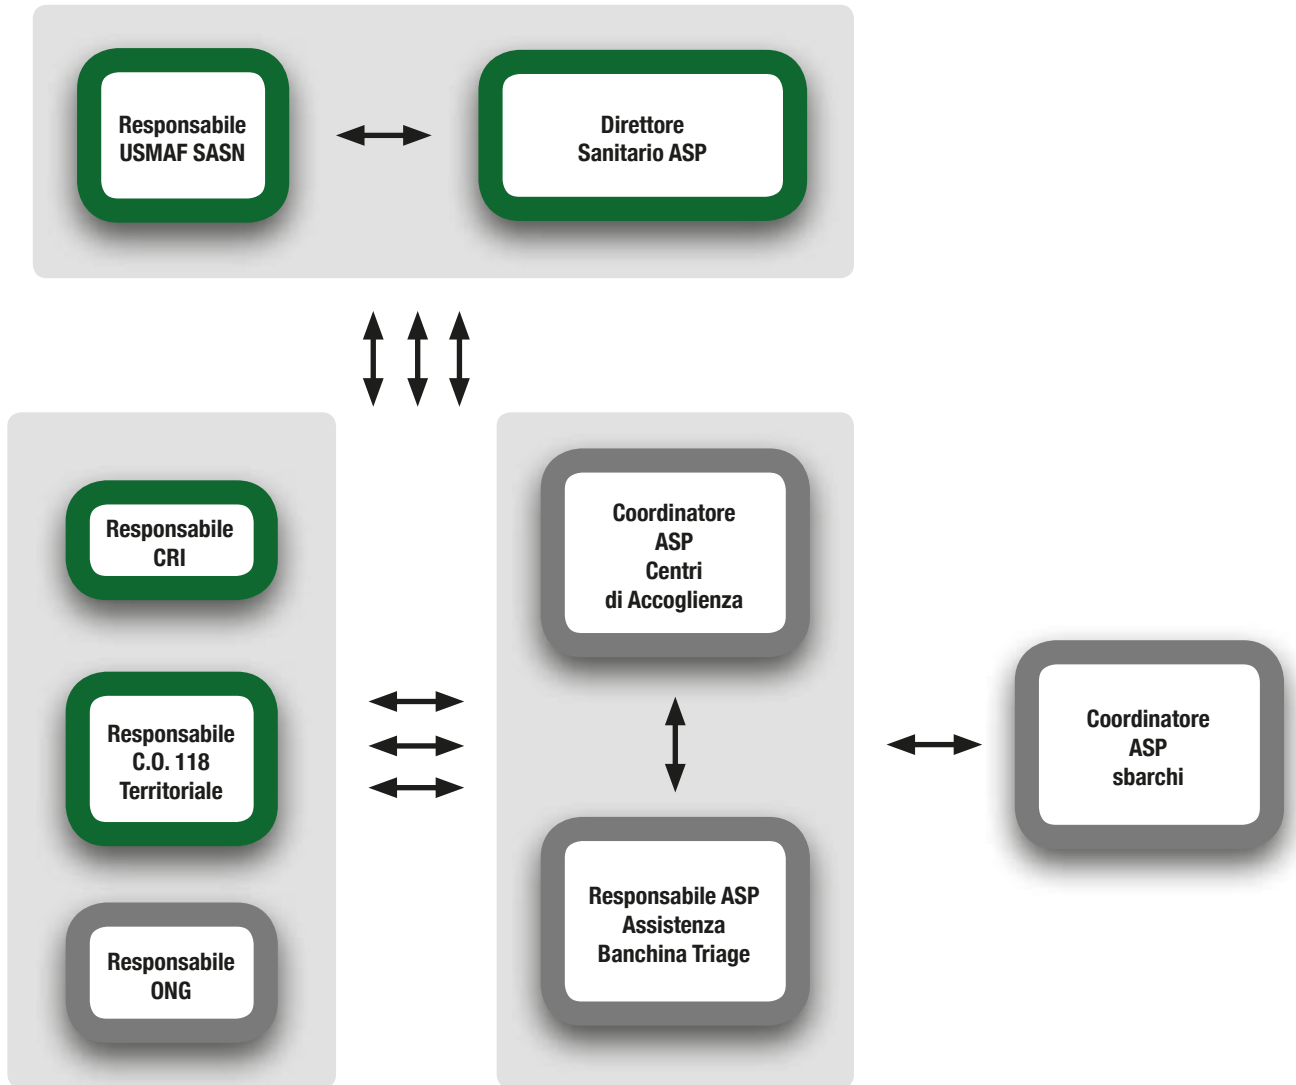 Responsabile
USMAF SASN
Direttore
Sanitario ASP
Responsabile
CRI
Responsabile
C.O. 118
Territoriale
Responsabile
ONG
Coordinatore
ASP
Centri
di Accoglienza
Responsabile ASP
Assistenza
Banchina Triage
Coordinatore
ASP
sbarchi